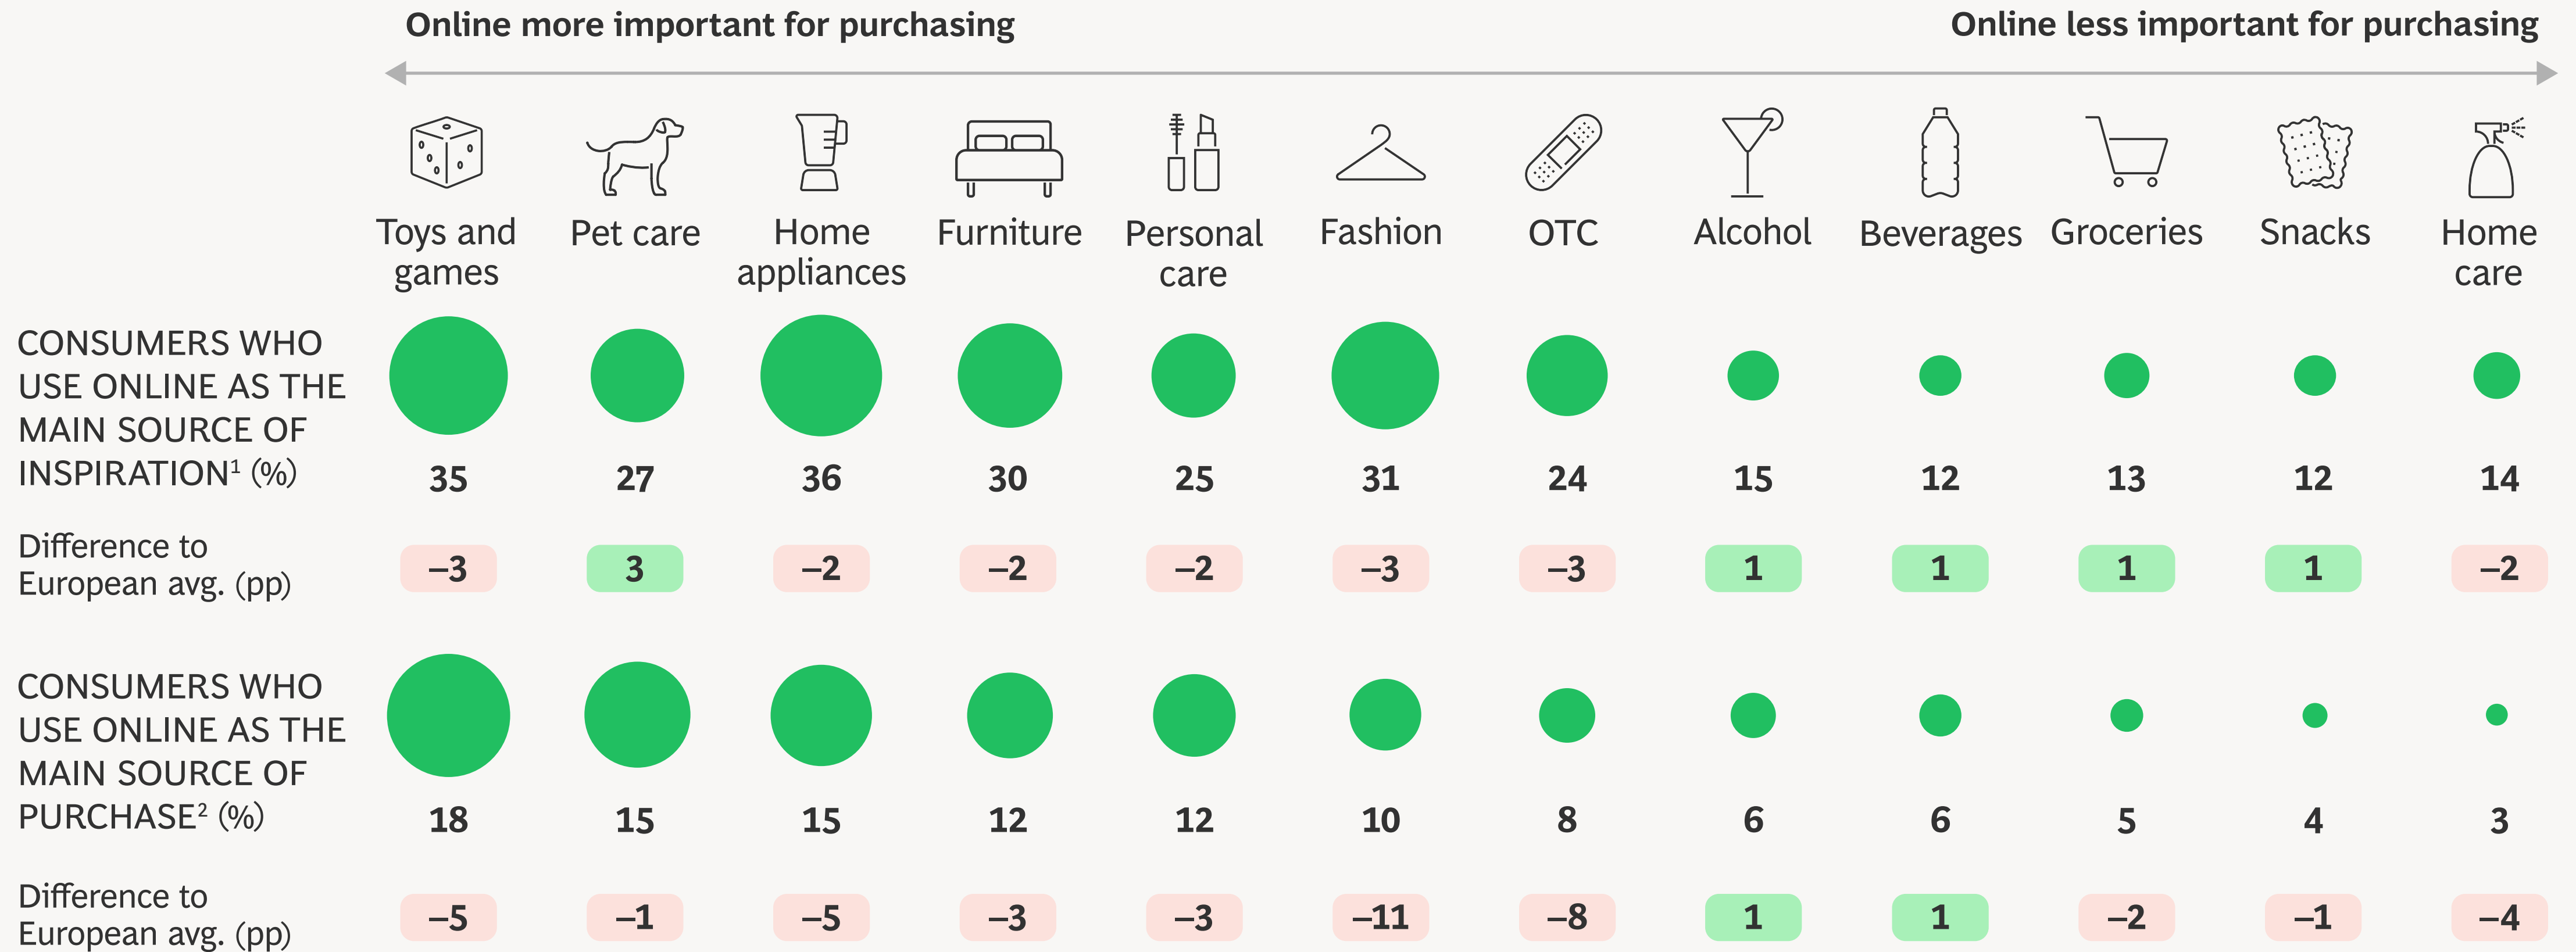 Online more important for purchasing
Online less important for purchasing
Toys and
games
Pet care
Home
appliances
Furniture
Personal
care
Fashion
OTC
Alcohol
Beverages
Groceries
Snacks
Home
care
CONSUMERS WHO
USE ONLINE AS THE
MAIN SOURCE OF
INSPIRATION¹ (%)
35 27 36 30 25 31 24 15 12 13 12 14
Difference to
European avg. (pp)
–3 3 –2 –2 –2 –3 –3 1 1 1 1 –2
CONSUMERS WHO
USE ONLINE AS THE
MAIN SOURCE OF
PURCHASE² (%)
18 15 15 12 12 10 8 6 6 5 4 3
Difference to
European avg. (pp)
–5 –1 –5 –3 –3 –11 –8 1 1 –2 –1 –4